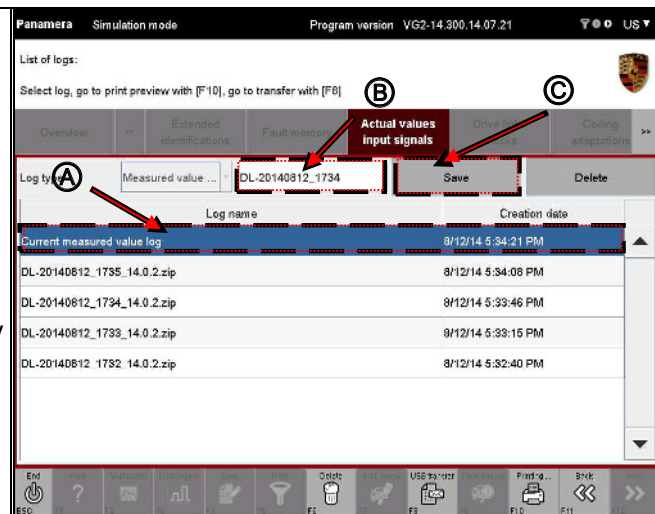 Panamera Simulation mode Program version VG2-14.300.14.07.21 0 0 US
List of logs:
Select log, go to print preview with [F10], go to transfer with [F8]
B C
Overview << Extended identifications Fault memory Actual values input signals Drive links Coding adaptations >>
A
Log type Measured value ... DL-20140812_1734 Save Delete
Log name Creation date
Current measured value log 8/12/14 5:34:21 PM
DL-20140812_1735_14.0.2.zip 8/12/14 5:34:08 PM
DL-20140812_1734_14.0.2.zip 8/12/14 5:33:46 PM
DL-20140812_1733_14.0.2.zip 8/12/14 5:33:15 PM
DL-20140812_1732_14.0.2.zip 8/12/14 5:32:40 PM
End Help Save Filter Delete USB transfer Printing... Back
ESC F6 F8 F10 F11